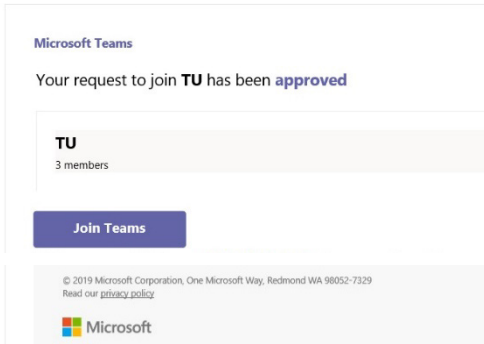 Microsoft Teams
Your request to join TU has been approved
TU
3 members
Join Teams
© 2019 Microsoft Corporation, One Microsoft Way, Redmond WA 98052-7329
Read our privacy policy
Microsoft